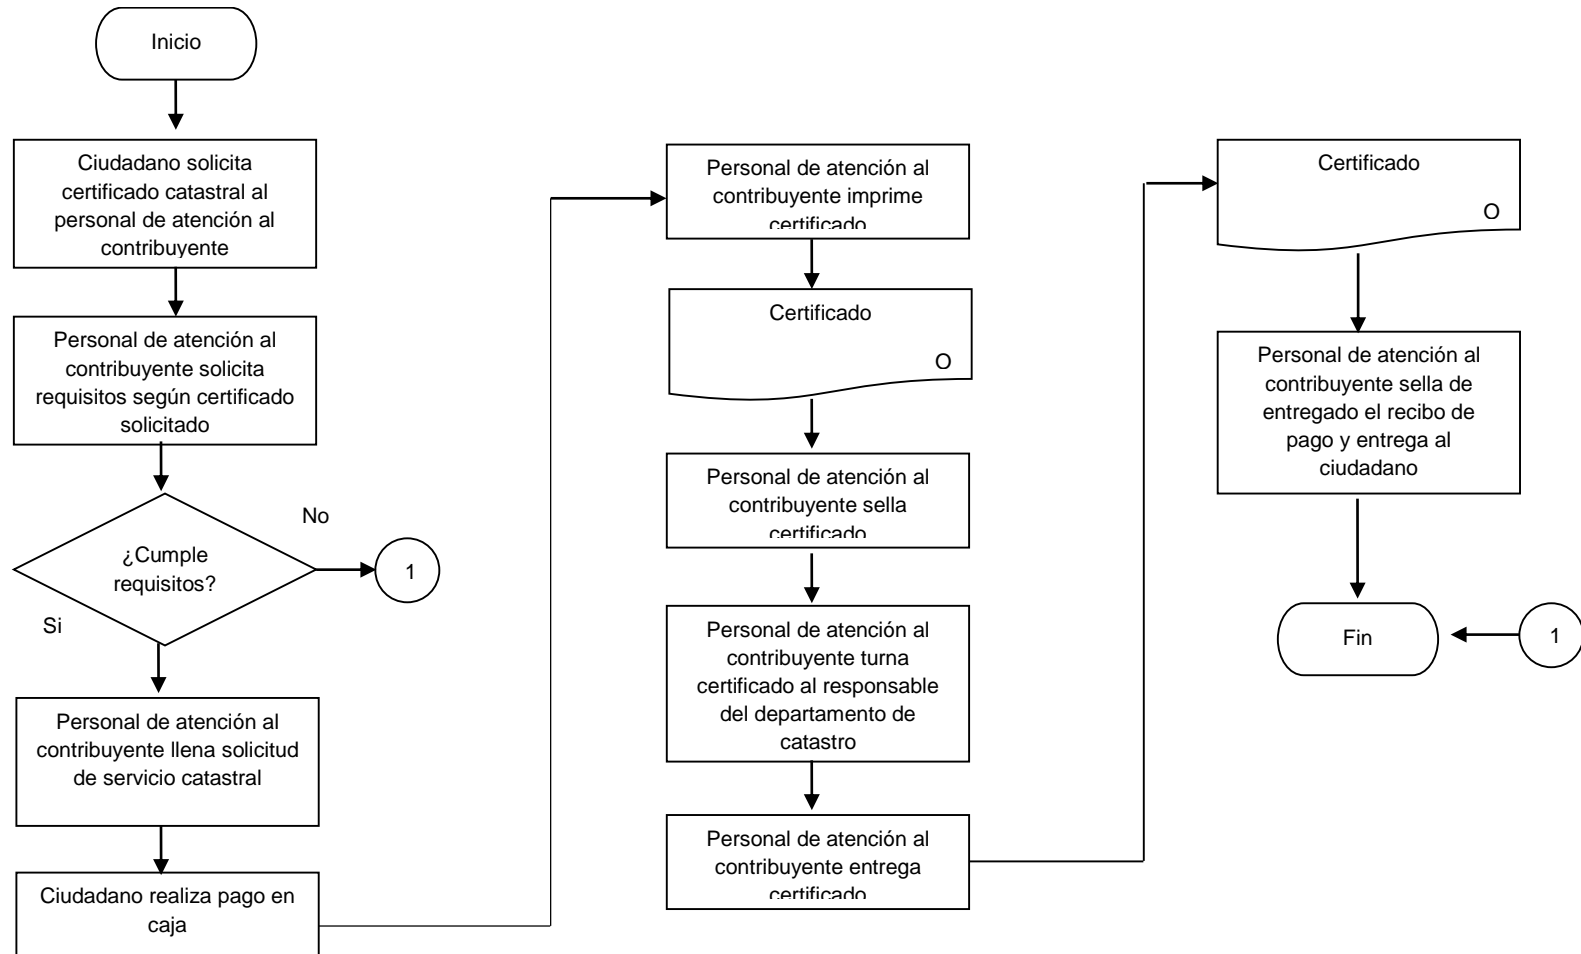 Inicio
Ciudadano solicita
certificado catastral al
personal de atención al
contribuyente
Personal de atención al
contribuyente solicita
requisitos según certificado
solicitado
No
¿Cumple
requisitos?
1
Si
Personal de atención al
contribuyente llena solicitud
de servicio catastral
Ciudadano realiza pago en
caja
Personal de atención al
contribuyente imprime
certificado
Certificado
O
Personal de atención al
contribuyente sella
certificado
Personal de atención al
contribuyente turna
certificado al responsable
del departamento de
catastro
Personal de atención al
contribuyente entrega
certificado
Certificado
O
Personal de atención al
contribuyente sella de
entregado el recibo de
pago y entrega al
ciudadano
Fin
1